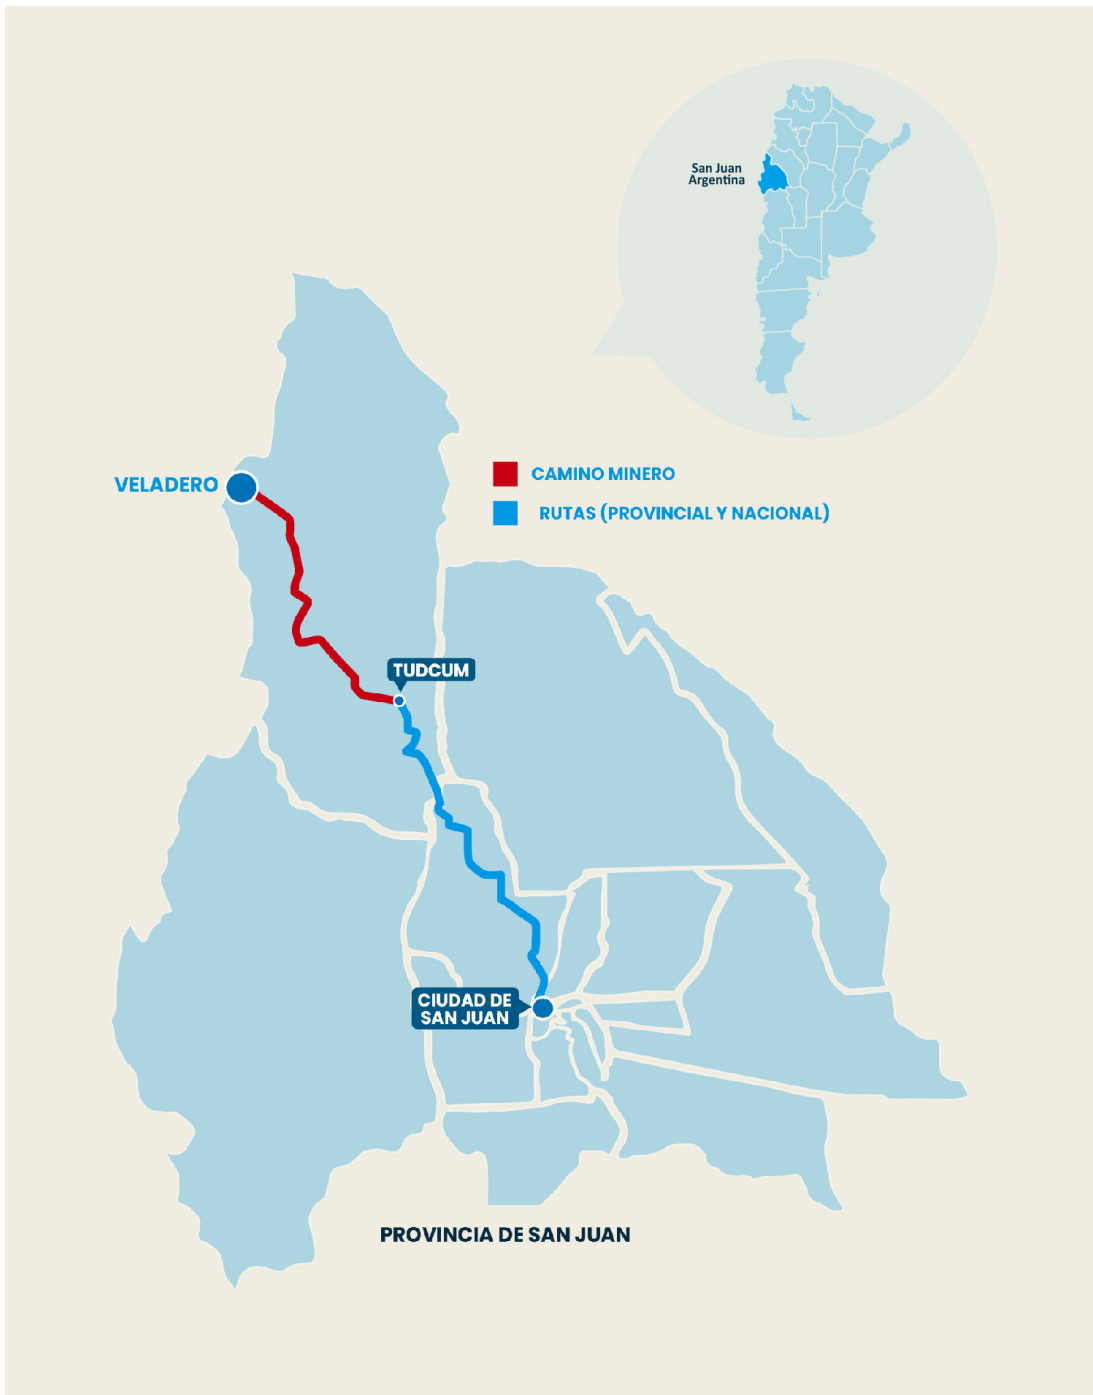 San Juan
Argentina
VELADERO
CAMINO MINERO
RUTAS (PROVINCIAL Y NACIONAL)
TUDCUM
CIUDAD DE
SAN JUAN
PROVINCIA DE SAN JUAN